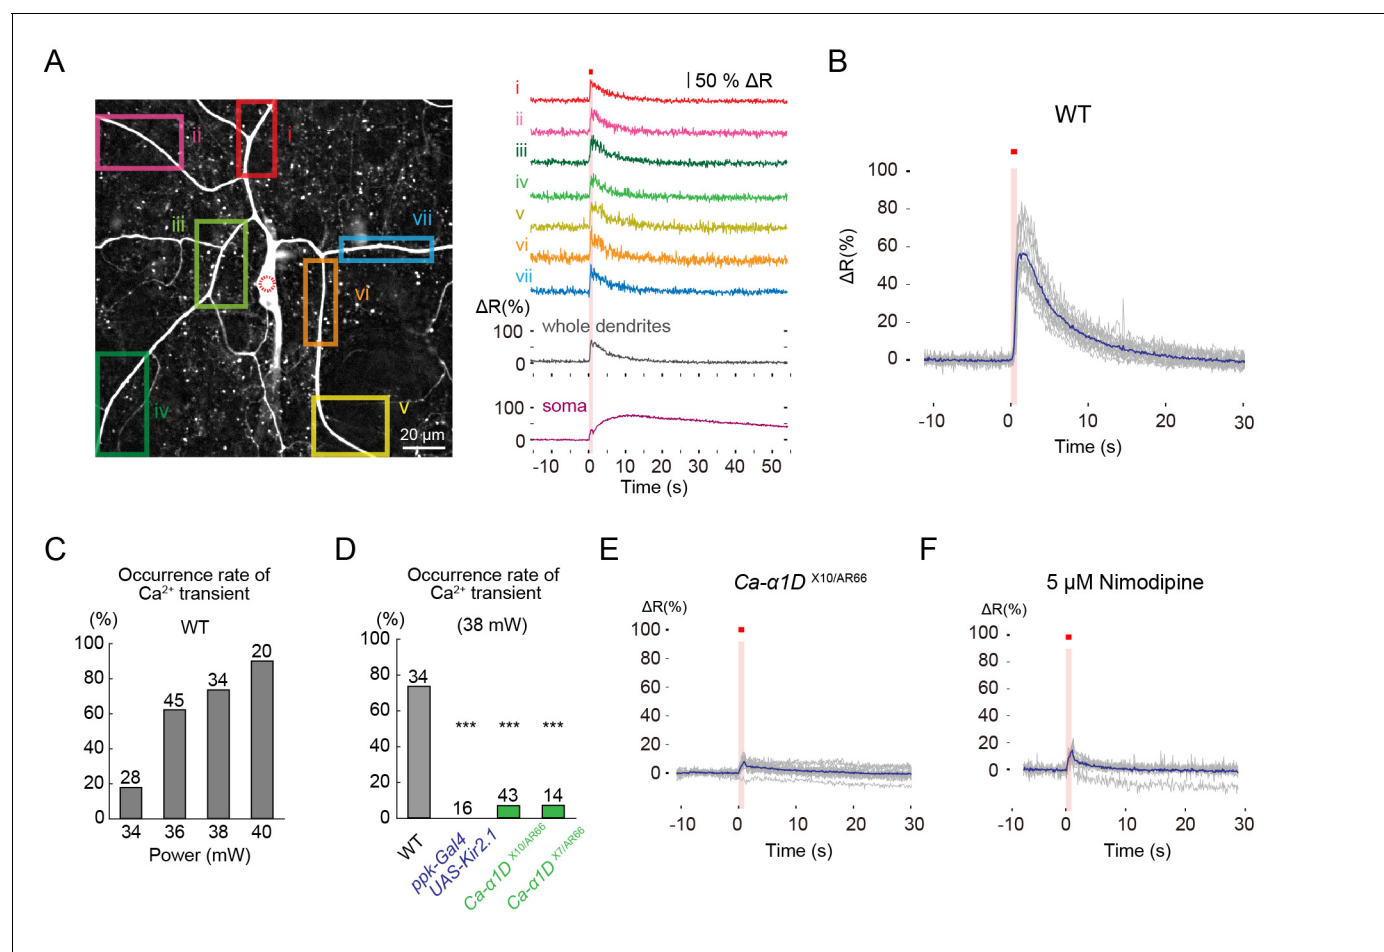 A
ii
i
iii
vii
vi
iv
v
20 µm
50 % ΔR
i
ii
iii
iv
v
vi
vii
ΔR(%)
whole dendrites
100
0
soma
100
0
-10 0 10 20 30 40 50
Time (s)
B
WT
ΔR(%)
100
80
60
40
20
0
-10 0 10 20 30
Time (s)
C
Occurrence rate of
Ca²⁺ transient
(%)
WT
100
80
60
40
20
0
28
45
34
20
34 36 38 40
Power (mW)
D
Occurrence rate of
Ca²⁺ transient
(%)
(38 mW)
100
80
60
40
20
0
34
***
***
***
16
43
14
WT
ppk-Gal4
UAS-Kir2.1
Ca-α1D X10/AR66
Ca-α1D X7/AR66
E
Ca-α1D X10/AR66
ΔR(%)
100
80
60
40
20
0
-10 0 10 20 30
Time (s)
F
5 µM Nimodipine
ΔR(%)
100
80
60
40
20
0
-10 0 10 20 30
Time (s)